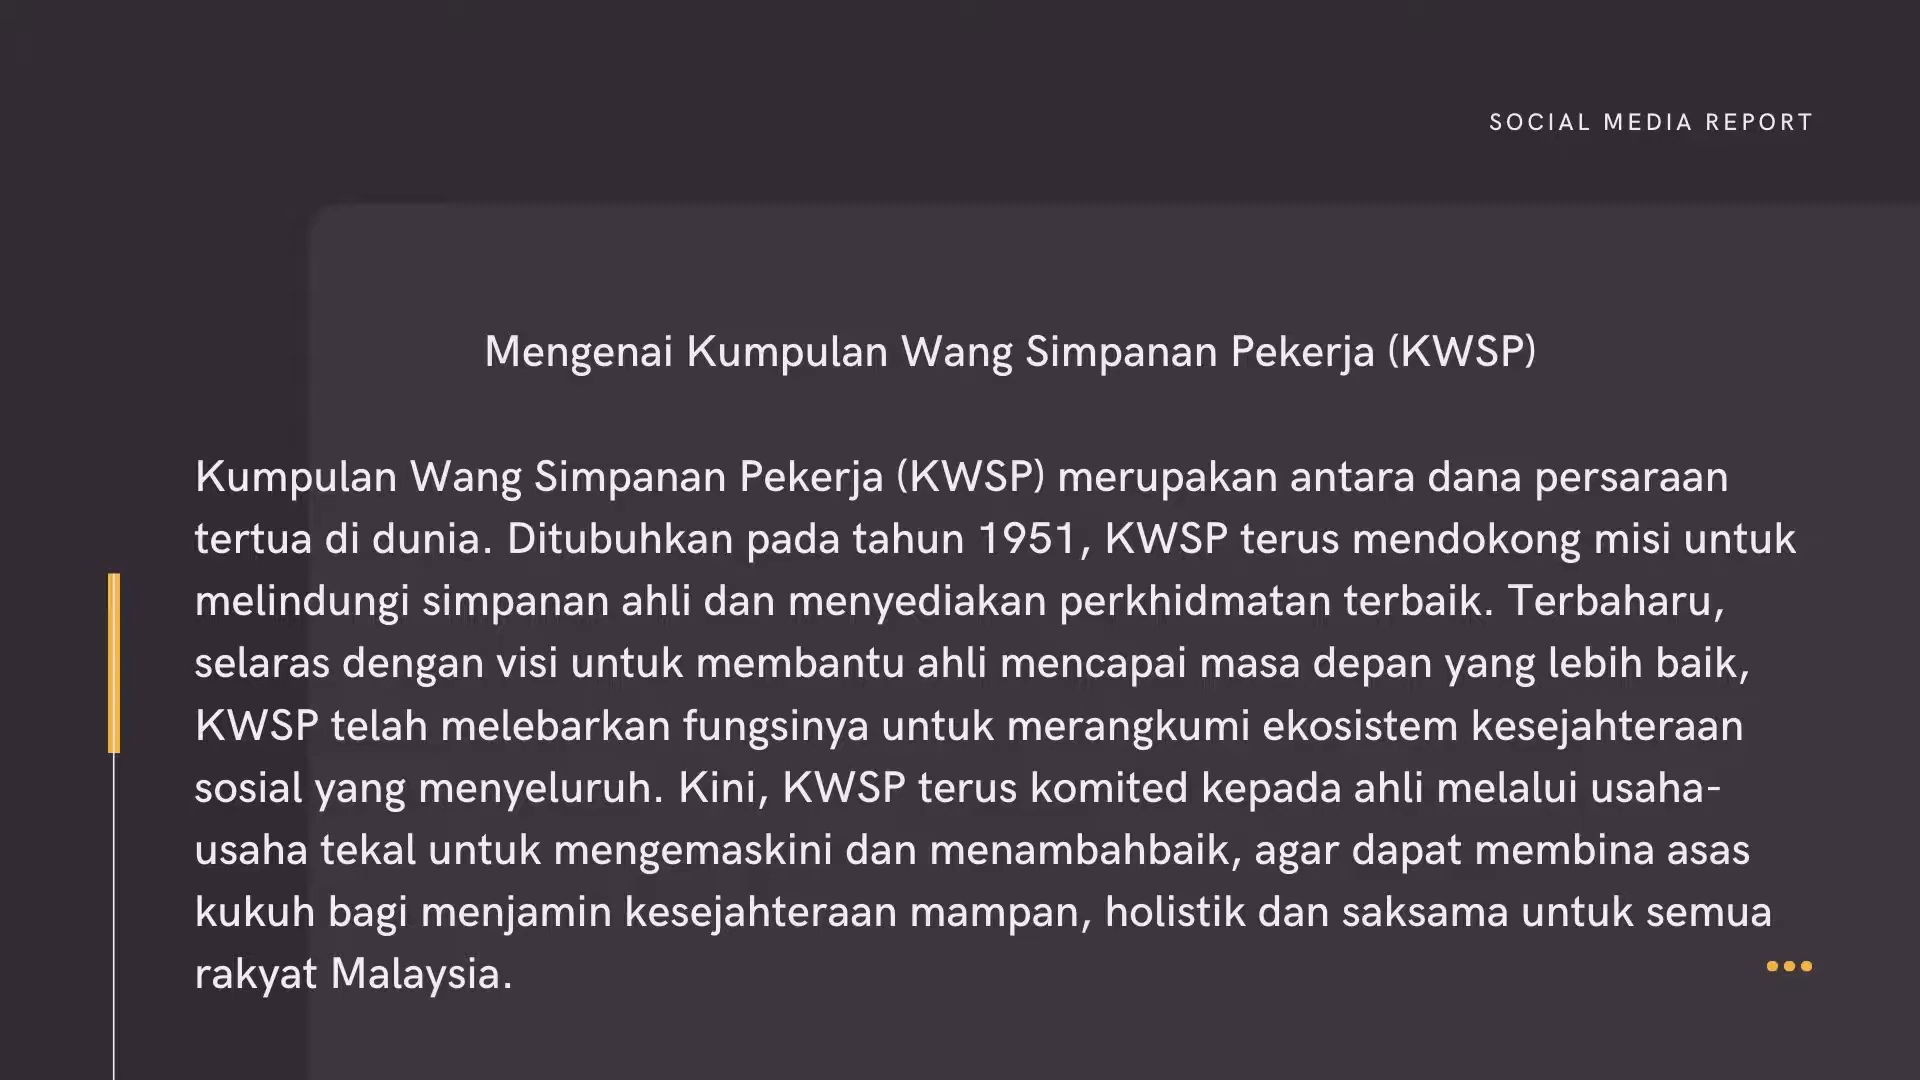 SOCIAL MEDIA REPORT
Mengenai Kumpulan Wang Simpanan Pekerja (KWSP)
Kumpulan Wang Simpanan Pekerja (KWSP) merupakan antara dana persaraan
tertua di dunia. Ditubuhkan pada tahun 1951, KWSP terus mendokong misi untuk
melindungi simpanan ahli dan menyediakan perkhidmatan terbaik. Terbaharu,
selaras dengan visi untuk membantu ahli mencapai masa depan yang lebih baik,
KWSP telah melebarkan fungsinya untuk merangkumi ekosistem kesejahteraan
sosial yang menyeluruh. Kini, KWSP terus komited kepada ahli melalui usaha-
usaha tekal untuk mengemaskini dan menambahbaik, agar dapat membina asas
kukuh bagi menjamin kesejahteraan mampan, holistik dan saksama untuk semua
rakyat Malaysia.